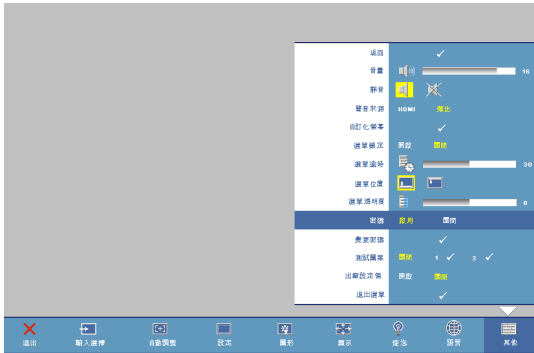 返回
音量 16
靜音
聲音來源 HDMI 彈出
自訂化螢幕
選單鎖定 開啟 關閉
選單逾時 30
選單位置
選單透明度 0
密碼 啟用 關閉
變更密碼
測試圖案 關閉 1 2
出廠設定值 開啟 關閉
退出選單
退出 輸入選擇 自動調整 設定 圖形 顯示 燈泡 語言 其他